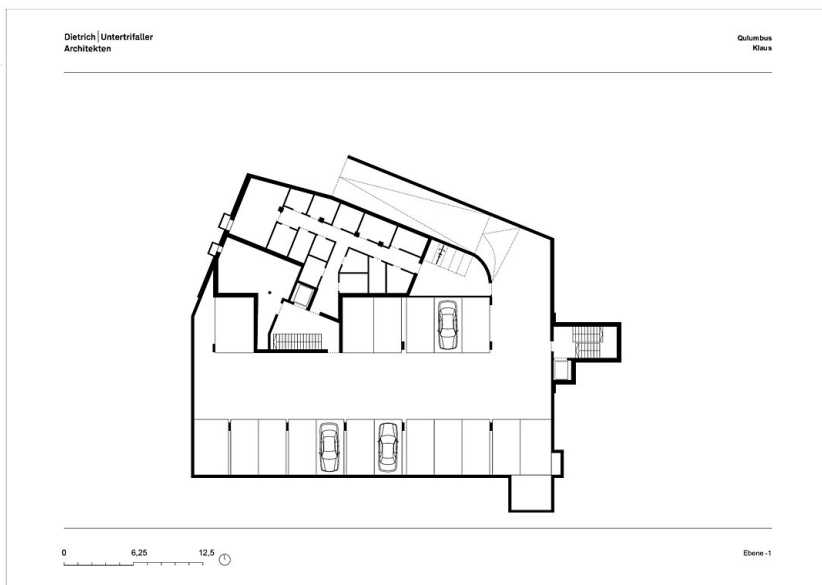 Dietrich | Untertrifaller
Architekten
Qulumbus
Klaus
0 6,25 12,5
Ebene -1